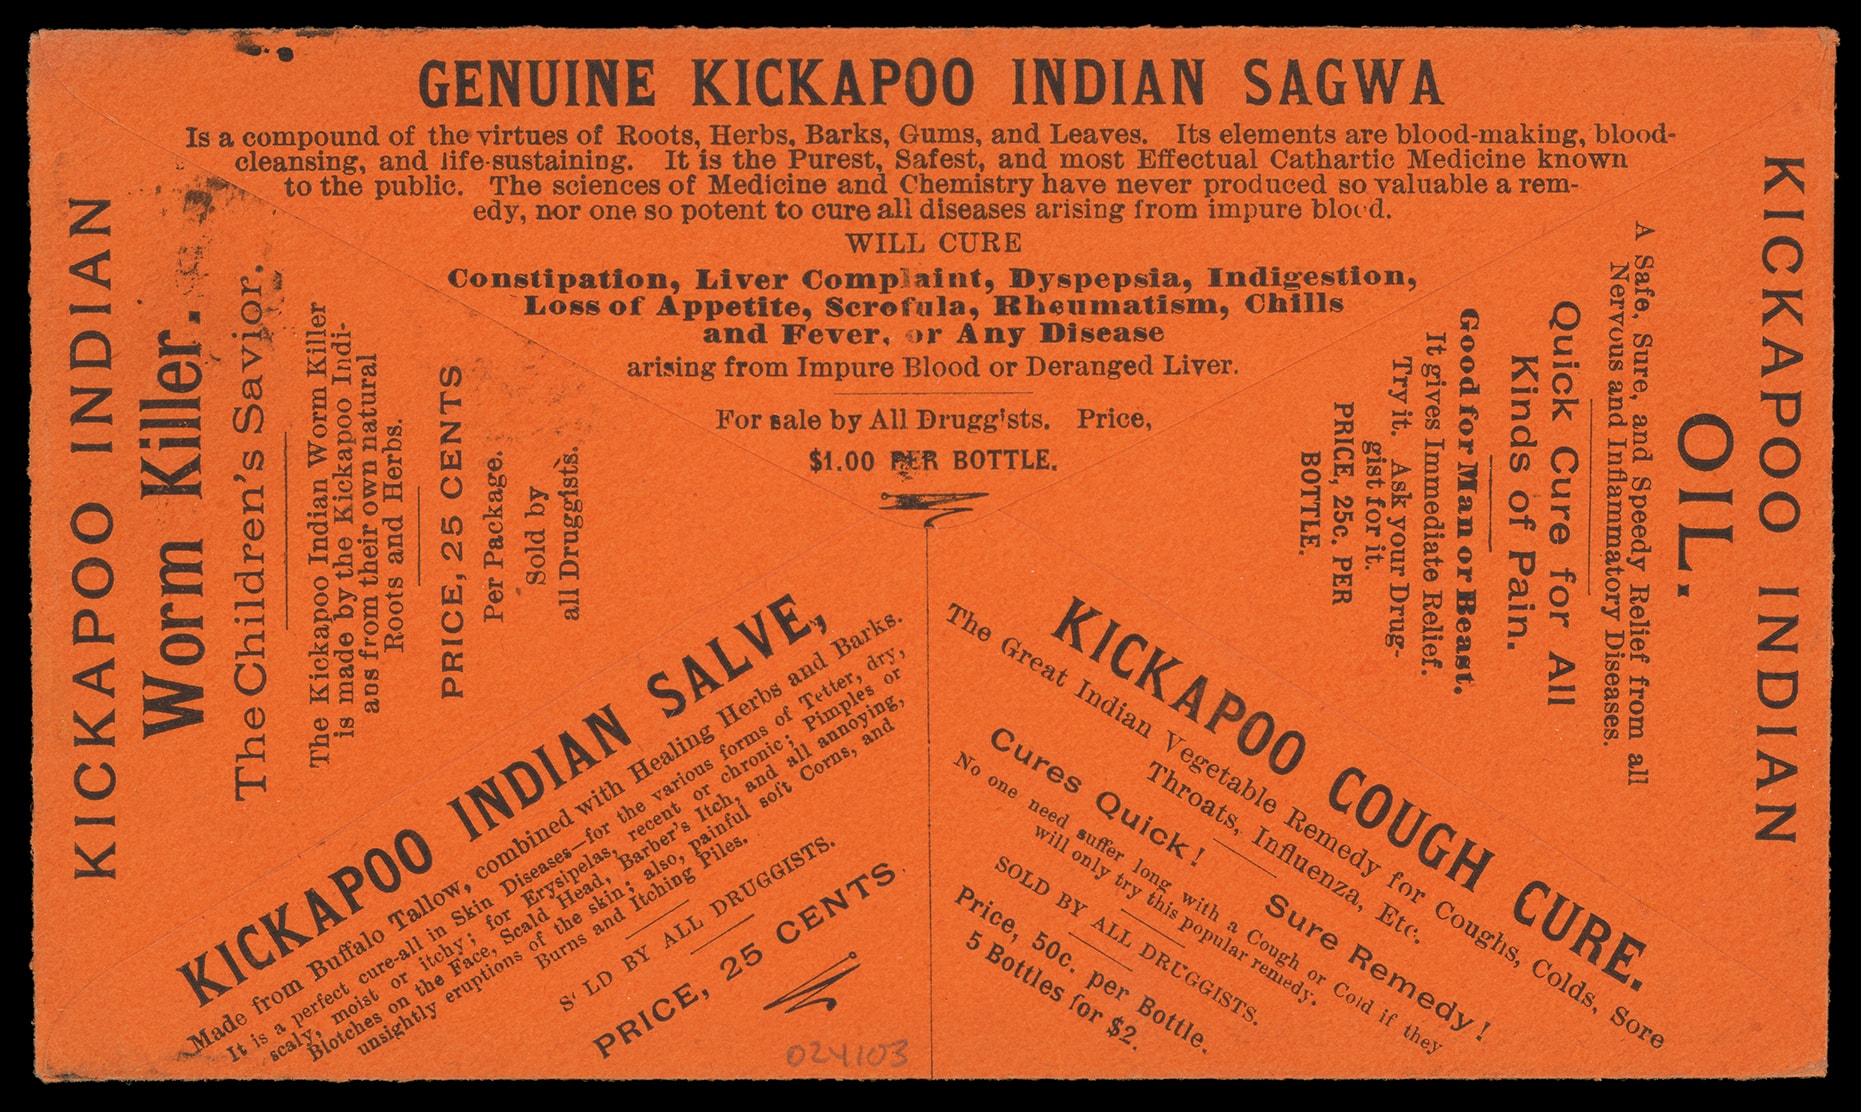 GENUINE KICKAPOO INDIAN SAGWA
Is a compound of the virtues of Roots, Herbs, Barks, Gums, and Leaves. Its elements are blood-making, blood-
cleansing, and life-sustaining. It is the Purest, Safest, and most Effectual Cathartic Medicine known
to the public. The sciences of Medicine and Chemistry have never produced so valuable a rem-
edy, nor one so potent to cure all diseases arising from impure blood.
WILL CURE
Constipation, Liver Complaint, Dyspepsia, Indigestion,
Loss of Appetite, Scrofula, Rheumatism, Chills
and Fever, or Any Disease
arising from Impure Blood or Deranged Liver.
For sale by All Druggists. Price,
$1.00 PER BOTTLE.
KICKAPOO INDIAN
Worm Killer.
The Children's Savior.
The Kickapoo Indian Worm Killer
is made by the Kickapoo Indi-
ans from their own natural
Roots and Herbs.
PRICE, 25 CENTS
Per Package.
Sold by
all Druggists.
KICKAPOO INDIAN
OIL.
A Safe, Sure, and Speedy Relief from all
Nervous and Inflammatory Diseases.
Quick Cure for All
Kinds of Pain.
Good for Man or Beast.
It gives Immediate Relief.
Try it. Ask your Drug-
gist for it.
PRICE, 25c. PER
BOTTLE.
KICKAPOO INDIAN SALVE,
Made from Buffalo Tallow, combined with Healing Herbs and Barks.
It is a perfect cure-all in Skin Diseases—for the various forms of Tetter, dry,
scaly, moist or itchy; for Erysipelas, recent or chronic; Pimples or
Blotches on the Face, Scald Head, Barber's Itch, and all annoying,
unsightly eruptions of the skin; also, painful soft Corns, and
Burns and Itching Piles.
SOLD BY ALL DRUGGISTS.
PRICE, 25 CENTS
KICKAPOO COUGH CURE.
The Great Indian Vegetable Remedy for Coughs, Colds, Sore
Throats, Influenza, Etc.
Cures Quick! Sure Remedy!
No one need suffer long with a Cough or Cold if they
will only try this popular remedy.
SOLD BY ALL DRUGGISTS.
Price, 50c. per Bottle.
5 Bottles for $2.
024103